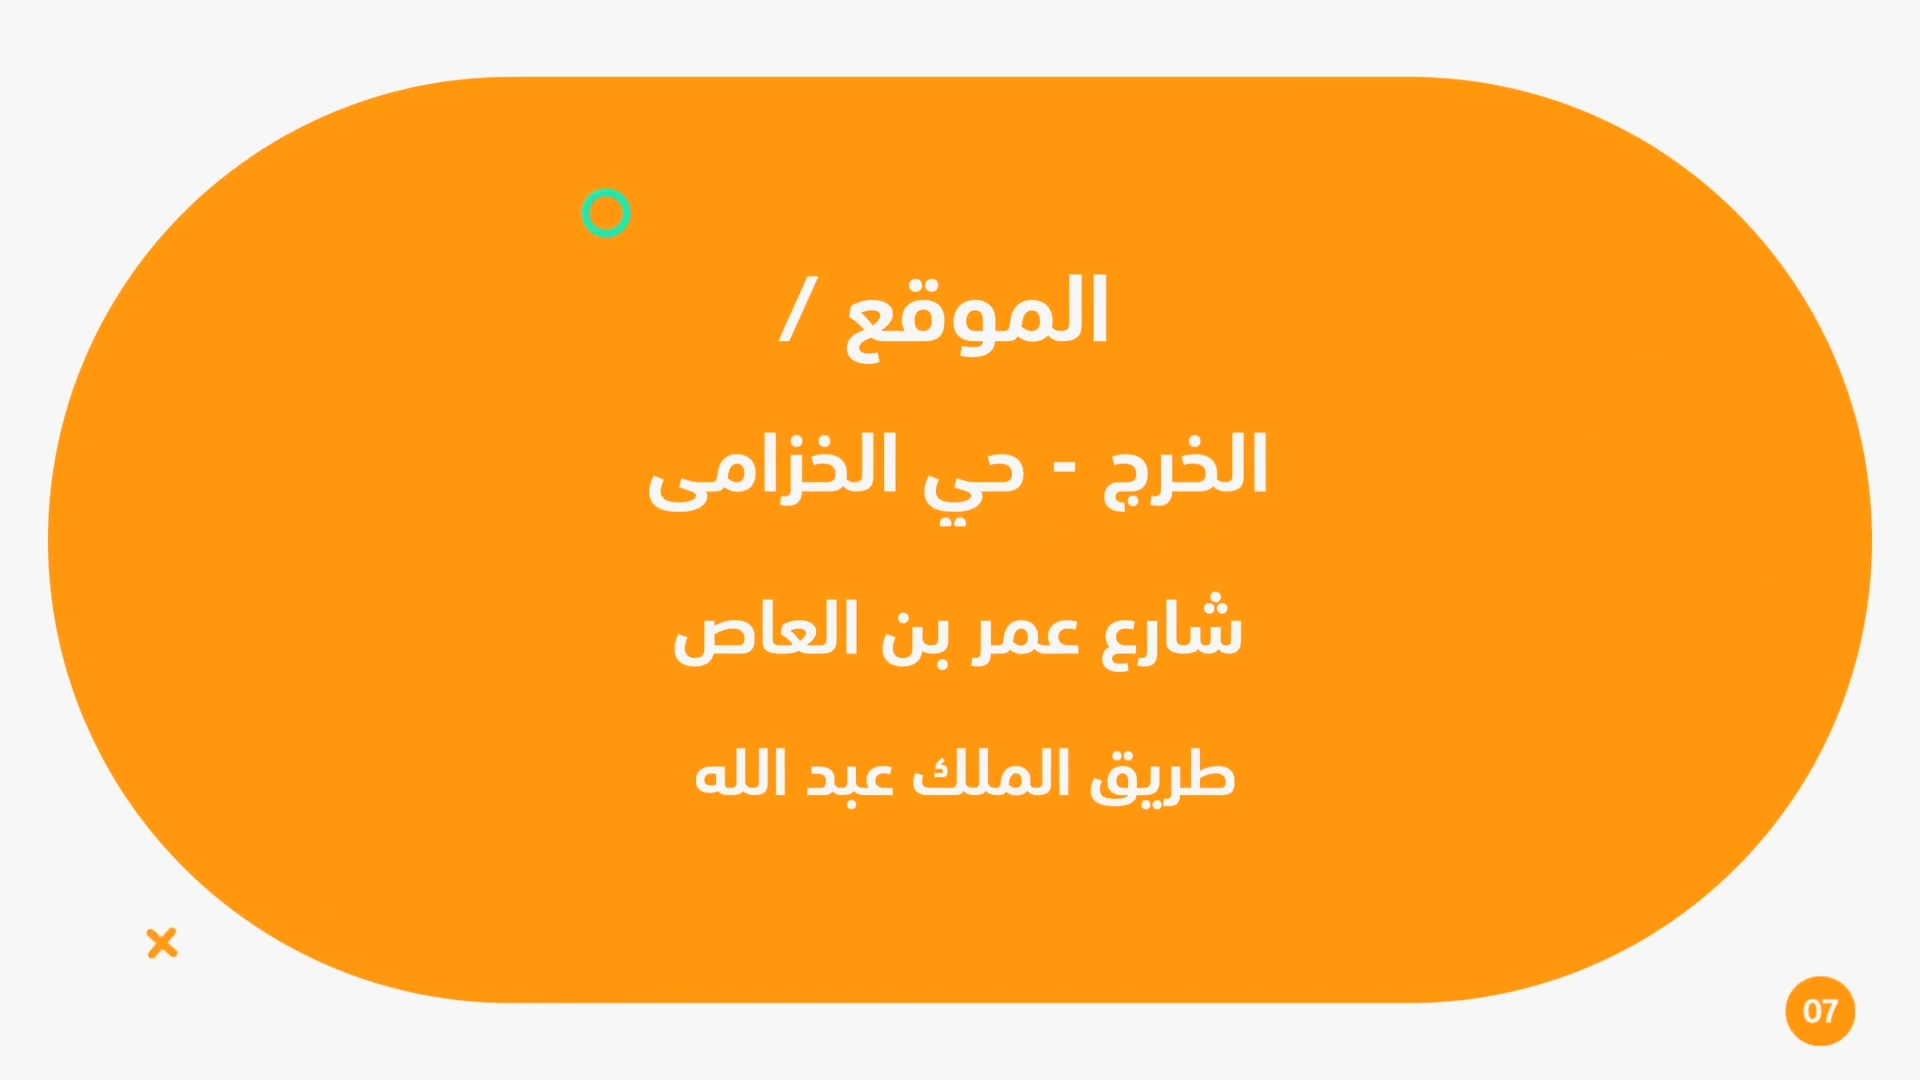 الموقع /
الخرج - حي الخزامى
شارع عمر بن العاص
طريق الملك عبد الله
07